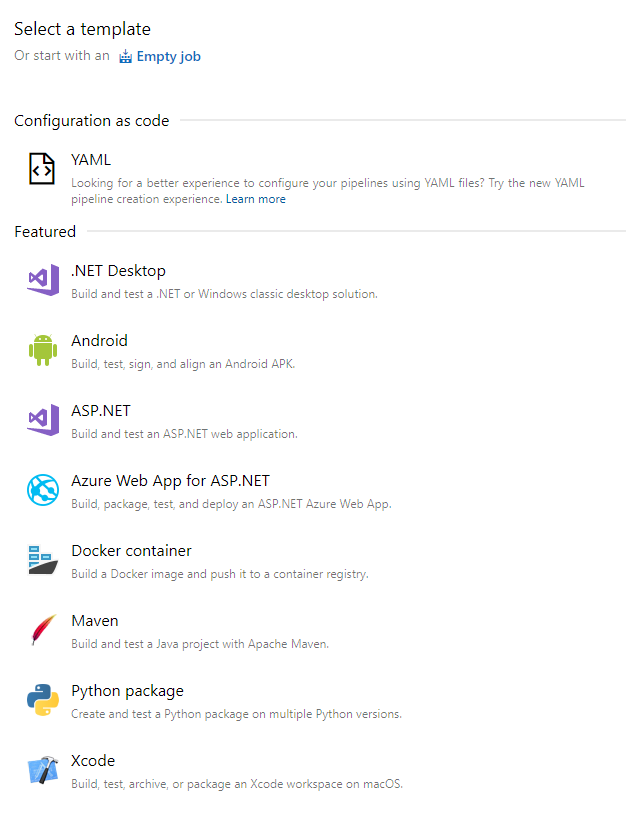 Select a template
Or start with an Empty job
Configuration as code
YAML
Looking for a better experience to configure your pipelines using YAML files? Try the new YAML
pipeline creation experience. Learn more
Featured
.NET Desktop
Build and test a .NET or Windows classic desktop solution.
Android
Build, test, sign, and align an Android APK.
ASP.NET
Build and test an ASP.NET web application.
Azure Web App for ASP.NET
Build, package, test, and deploy an ASP.NET Azure Web App.
Docker container
Build a Docker image and push it to a container registry.
Maven
Build and test a Java project with Apache Maven.
Python package
Create and test a Python package on multiple Python versions.
Xcode
Build, test, archive, or package an Xcode workspace on macOS.